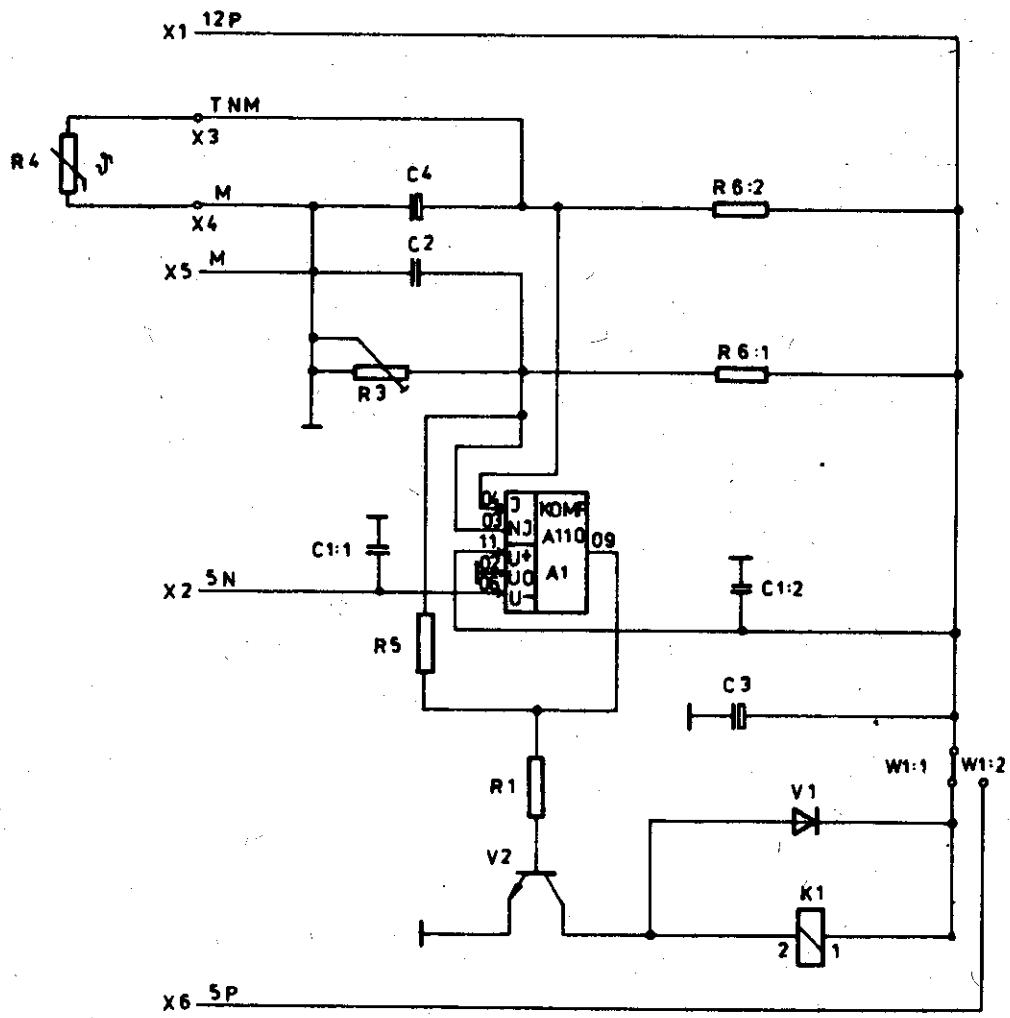 12P
X1
TNM
X3
R4
ϑ
M
X4
C4
R6:2
X5
M
C2
R6:1
R3
04
J
KOMP
03
NJ
A110
09
11
U+
02
U0
A1
06
U-
C1:1
C1:2
X2
5N
R5
C3
W1:1
W1:2
R1
V1
V2
K1
2
1
X6
5P